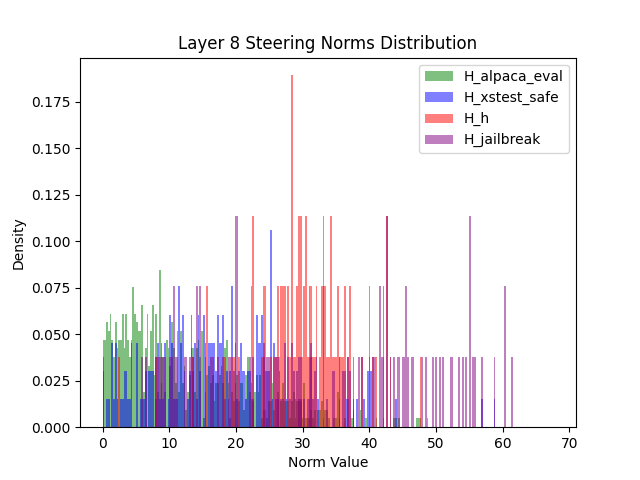 Layer 8 Steering Norms Distribution
H_alpaca_eval
H_xstest_safe
H_h
H_jailbreak
0.175
0.150
0.125
0.100
0.075
0.050
0.025
0.000
Density
0 10 20 30 40 50 60 70
Norm Value